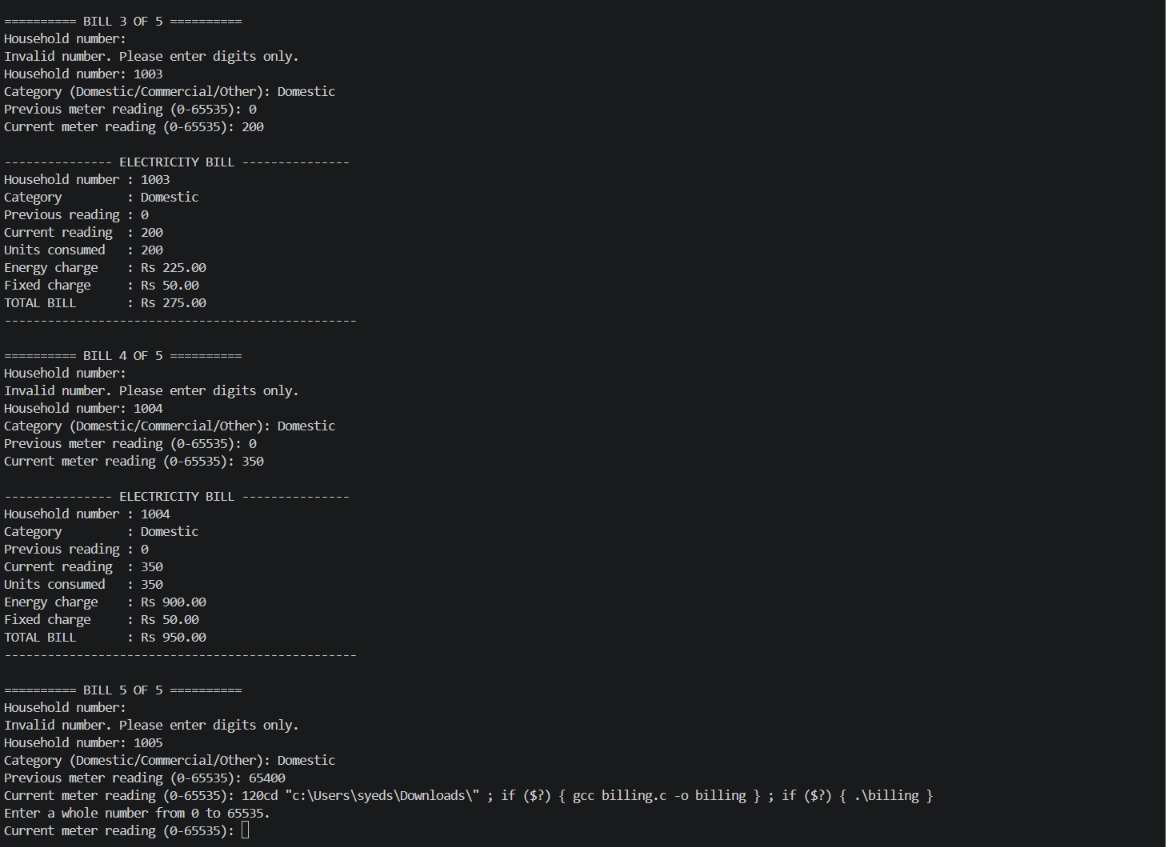 ========== BILL 3 OF 5 ==========
Household number:
Invalid number. Please enter digits only.
Household number: 1003
Category (Domestic/Commercial/Other): Domestic
Previous meter reading (0-65535): 0
Current meter reading (0-65535): 200
--------------- ELECTRICITY BILL ---------------
Household number : 1003
Category         : Domestic
Previous reading : 0
Current reading  : 200
Units consumed   : 200
Energy charge    : Rs 225.00
Fixed charge     : Rs 50.00
TOTAL BILL       : Rs 275.00
-------------------------------------------------
========== BILL 4 OF 5 ==========
Household number:
Invalid number. Please enter digits only.
Household number: 1004
Category (Domestic/Commercial/Other): Domestic
Previous meter reading (0-65535): 0
Current meter reading (0-65535): 350
--------------- ELECTRICITY BILL ---------------
Household number : 1004
Category         : Domestic
Previous reading : 0
Current reading  : 350
Units consumed   : 350
Energy charge    : Rs 900.00
Fixed charge     : Rs 50.00
TOTAL BILL       : Rs 950.00
-------------------------------------------------
========== BILL 5 OF 5 ==========
Household number:
Invalid number. Please enter digits only.
Household number: 1005
Category (Domestic/Commercial/Other): Domestic
Previous meter reading (0-65535): 65400
Current meter reading (0-65535): 120cd "c:\Users\syeds\Downloads\" ; if ($?) { gcc billing.c -o billing } ; if ($?) { .\billing }
Enter a whole number from 0 to 65535.
Current meter reading (0-65535):